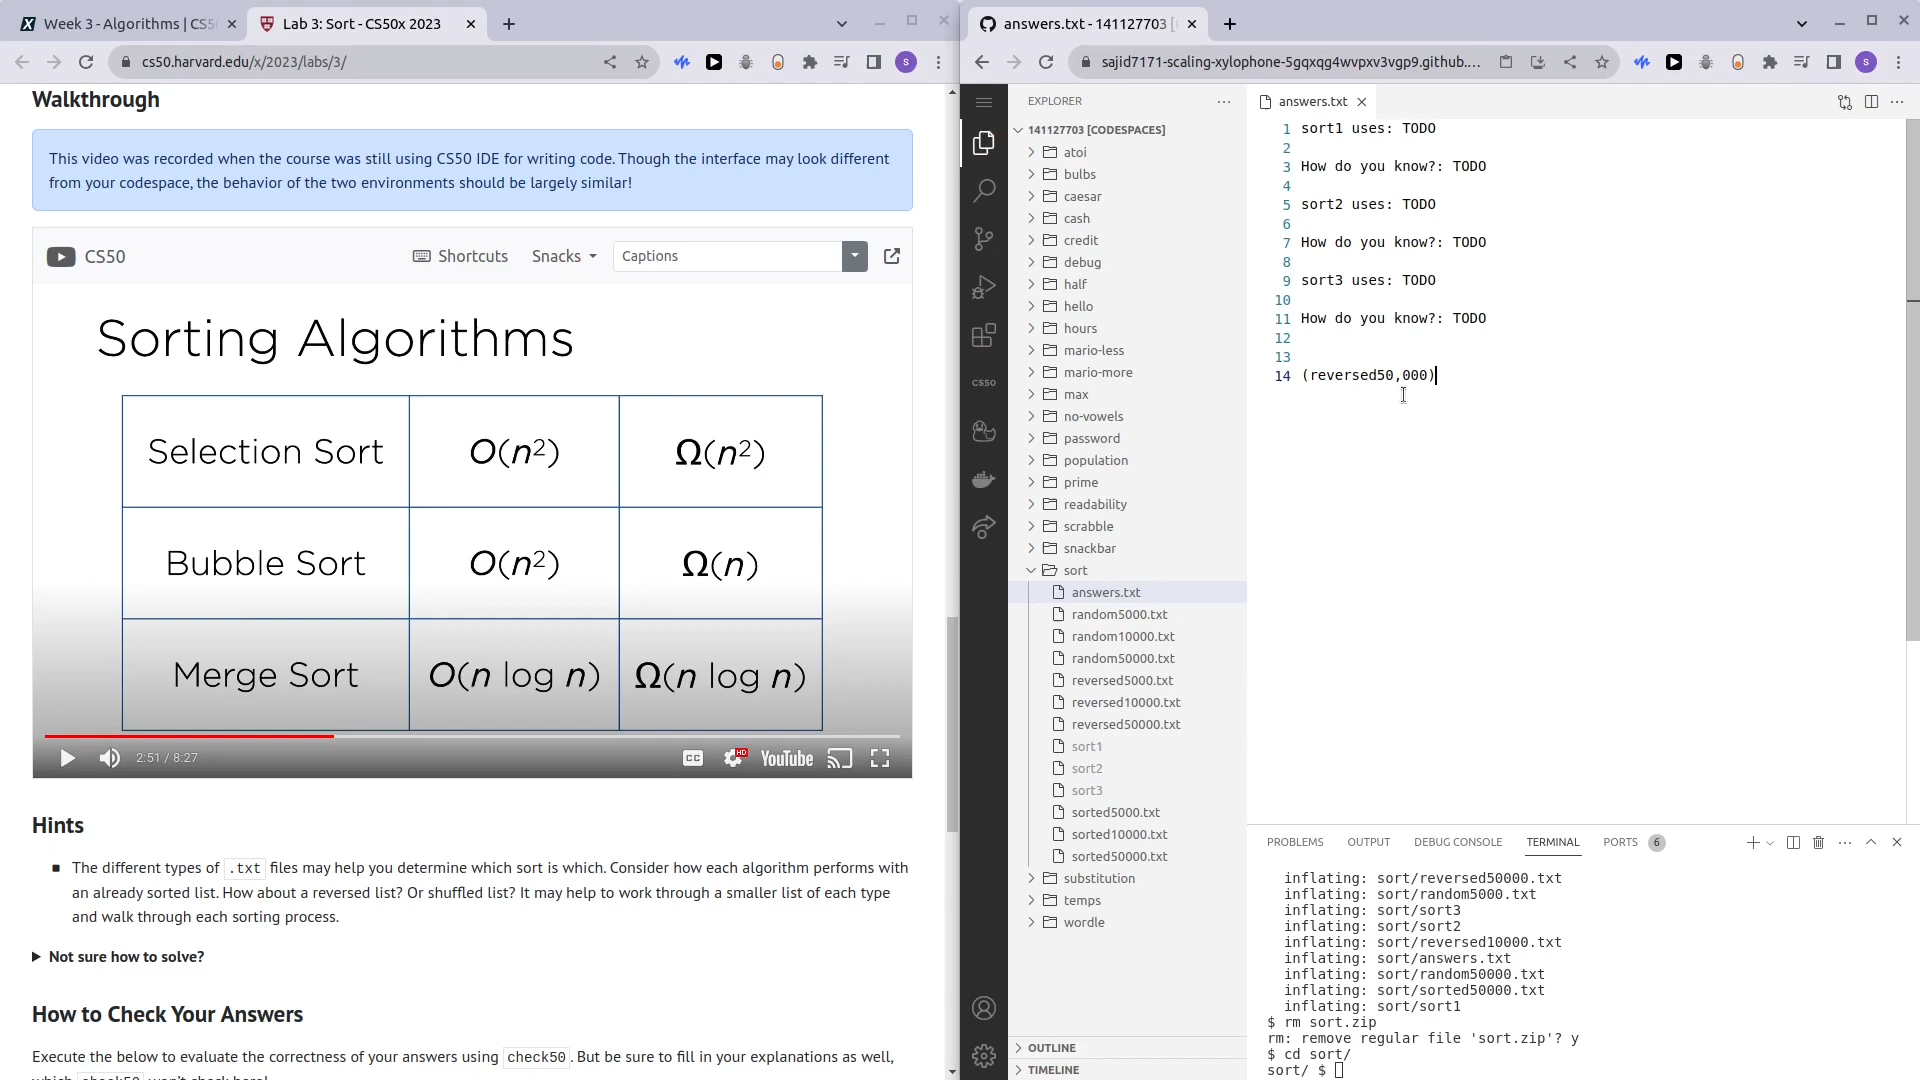 Week 3 - Algorithms | CS5
Lab 3: Sort - CS50x 2023
cs50.harvard.edu/x/2023/labs/3/
S
Walkthrough
This video was recorded when the course was still using CS50 IDE for writing code. Though the interface may look different
from your codespace, the behavior of the two environments should be largely similar!
CS50
Shortcuts
Snacks
Captions
Sorting Algorithms
Selection Sort O(n²) Ω(n²)
Bubble Sort O(n²) Ω(n)
Merge Sort O(n log n) Ω(n log n)
2:51 / 8:27
CC
HD
YouTube
Hints
The different types of .txt files may help you determine which sort is which. Consider how each algorithm performs with
an already sorted list. How about a reversed list? Or shuffled list? It may help to work through a smaller list of each type
and walk through each sorting process.
Not sure how to solve?
How to Check Your Answers
Execute the below to evaluate the correctness of your answers using check50. But be sure to fill in your explanations as well,
answers.txt - 141127703 [
sajid7171-scaling-xylophone-5gqxqg4wvpxv3vgp9.github....
S
CS50
EXPLORER
141127703 [CODESPACES]
atoi
bulbs
caesar
cash
credit
debug
half
hello
hours
mario-less
mario-more
max
no-vowels
password
population
prime
readability
scrabble
snackbar
sort
answers.txt
random5000.txt
random10000.txt
random50000.txt
reversed5000.txt
reversed10000.txt
reversed50000.txt
sort1
sort2
sort3
sorted5000.txt
sorted10000.txt
sorted50000.txt
substitution
temps
wordle
OUTLINE
TIMELINE
answers.txt
1 sort1 uses: TODO
2
3 How do you know?: TODO
4
5 sort2 uses: TODO
6
7 How do you know?: TODO
8
9 sort3 uses: TODO
10
11 How do you know?: TODO
12
13
14 (reversed50,000)
PROBLEMS OUTPUT DEBUG CONSOLE TERMINAL PORTS 6
inflating: sort/reversed50000.txt
inflating: sort/random5000.txt
inflating: sort/sort3
inflating: sort/sort2
inflating: sort/reversed10000.txt
inflating: sort/answers.txt
inflating: sort/random50000.txt
inflating: sort/sorted50000.txt
inflating: sort/sort1
$ rm sort.zip
rm: remove regular file 'sort.zip'? y
$ cd sort/
sort/ $